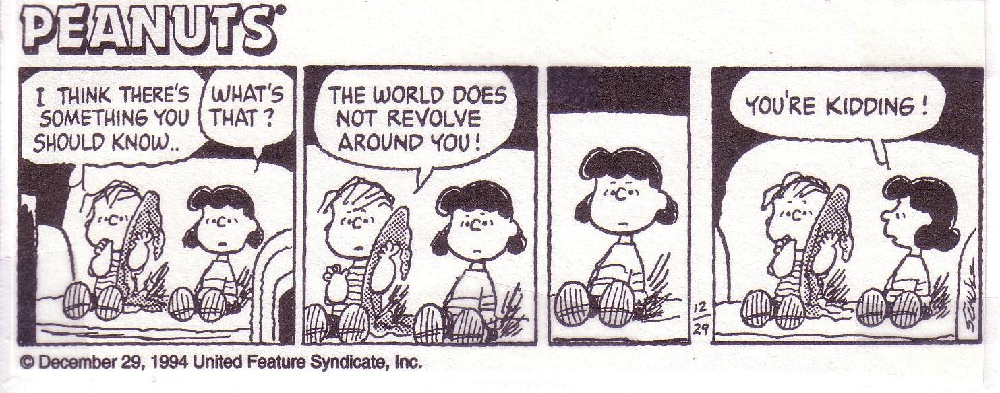 PEANUTS®
I THINK THERE'S
SOMETHING YOU
SHOULD KNOW..
WHAT'S
THAT?
THE WORLD DOES
NOT REVOLVE
AROUND YOU!
12
29
YOU'RE KIDDING!
SCHULZ
© December 29, 1994 United Feature Syndicate, Inc.